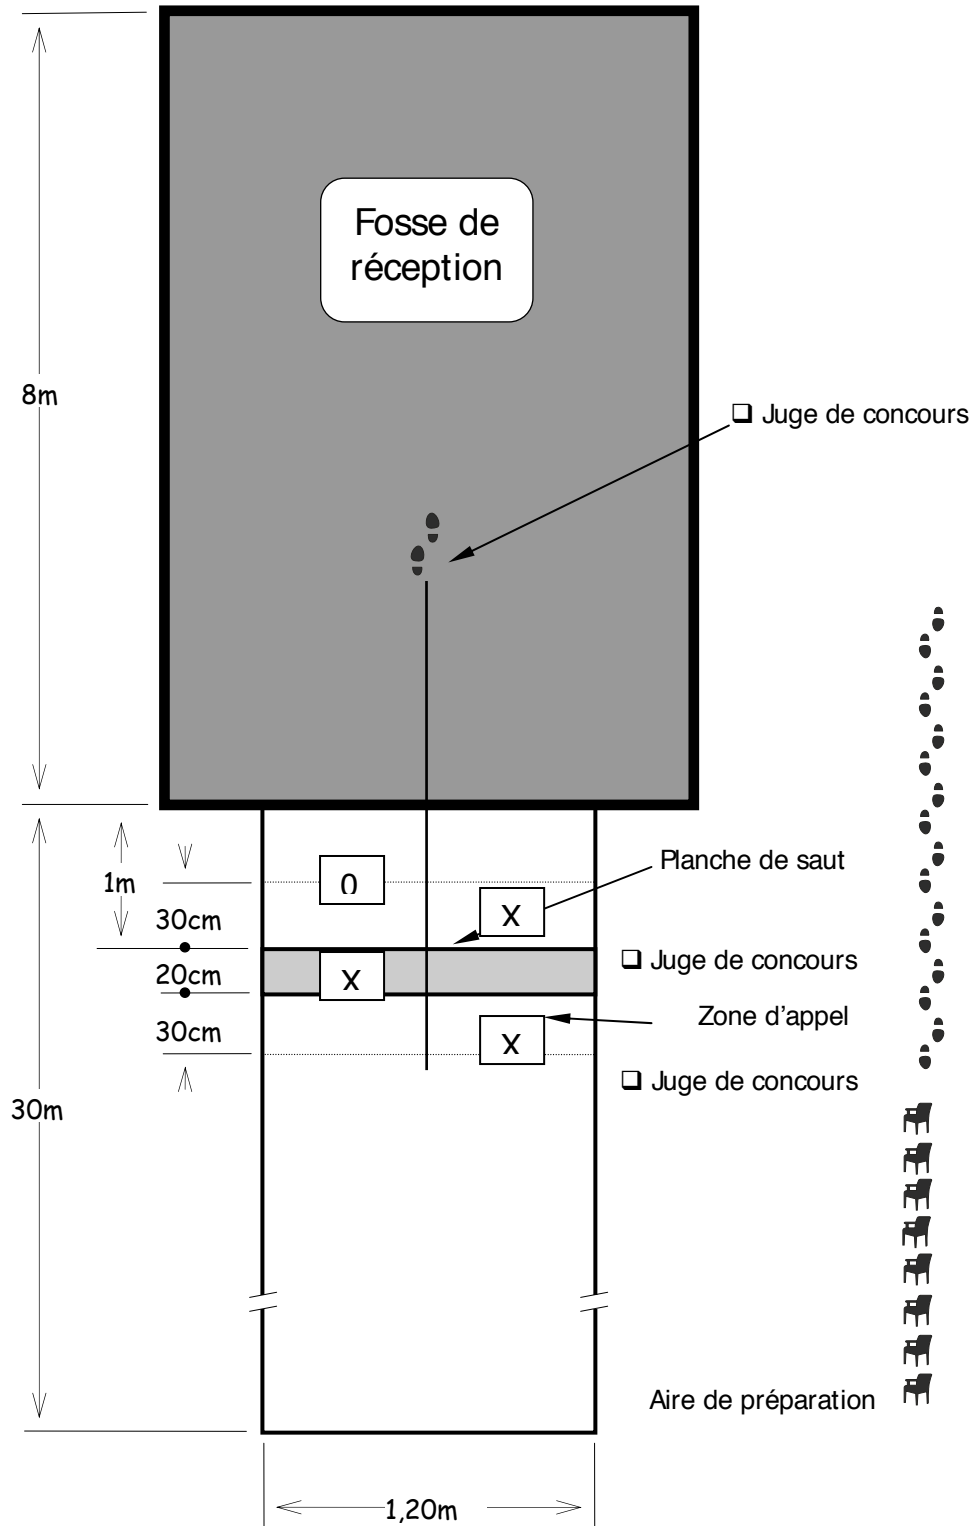 Fosse de
réception
8m
❑ Juge de concours
Planche de saut
0
1m
X
30cm
❑ Juge de concours
20cm
X
Zone d'appel
30cm
X
❑ Juge de concours
30m
Aire de préparation
1,20m